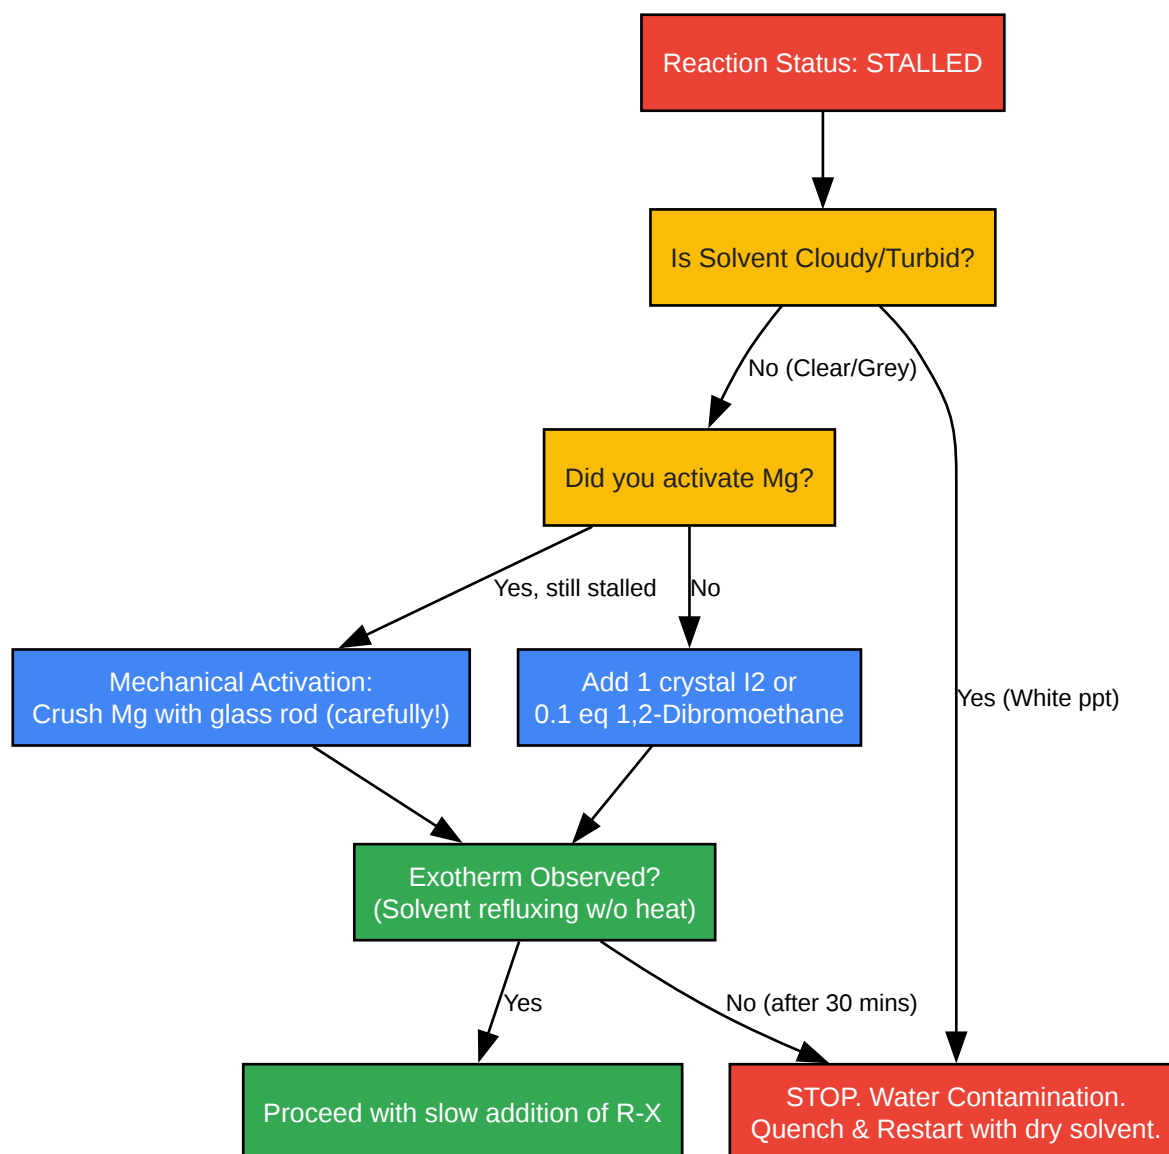 Reaction Status: STALLED
Is Solvent Cloudy/Turbid?
No (Clear/Grey)
Did you activate Mg?
Yes, still stalled
No
Mechanical Activation:
Crush Mg with glass rod (carefully!)
Add 1 crystal I2 or
0.1 eq 1,2-Dibromoethane
Yes (White ppt)
Exotherm Observed?
(Solvent refluxing w/o heat)
Yes
No (after 30 mins)
Proceed with slow addition of R-X
STOP. Water Contamination.
Quench & Restart with dry solvent.